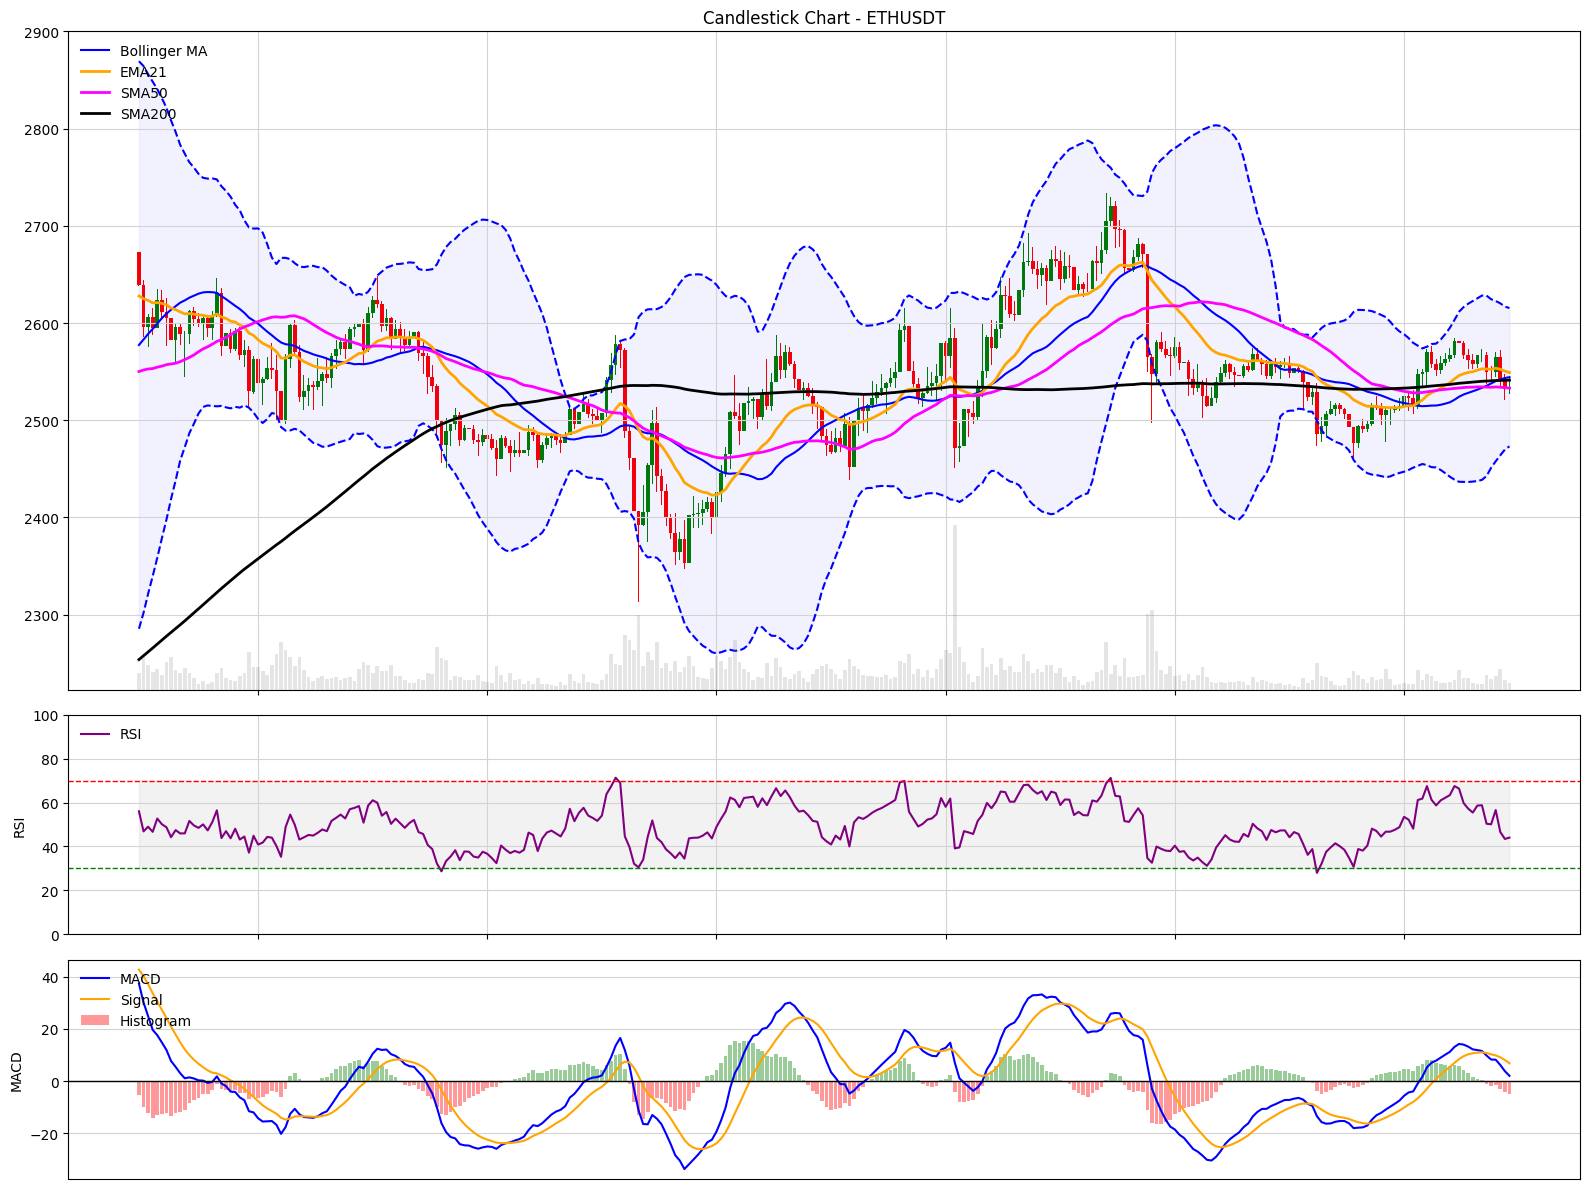 Candlestick Chart - ETHUSDT
2900
2800
2700
2600
2500
2400
2300
Bollinger MA
EMA21
SMA50
SMA200
100
80
60
40
20
0
RSI
RSI
40
20
0
−20
MACD
MACD
Signal
Histogram